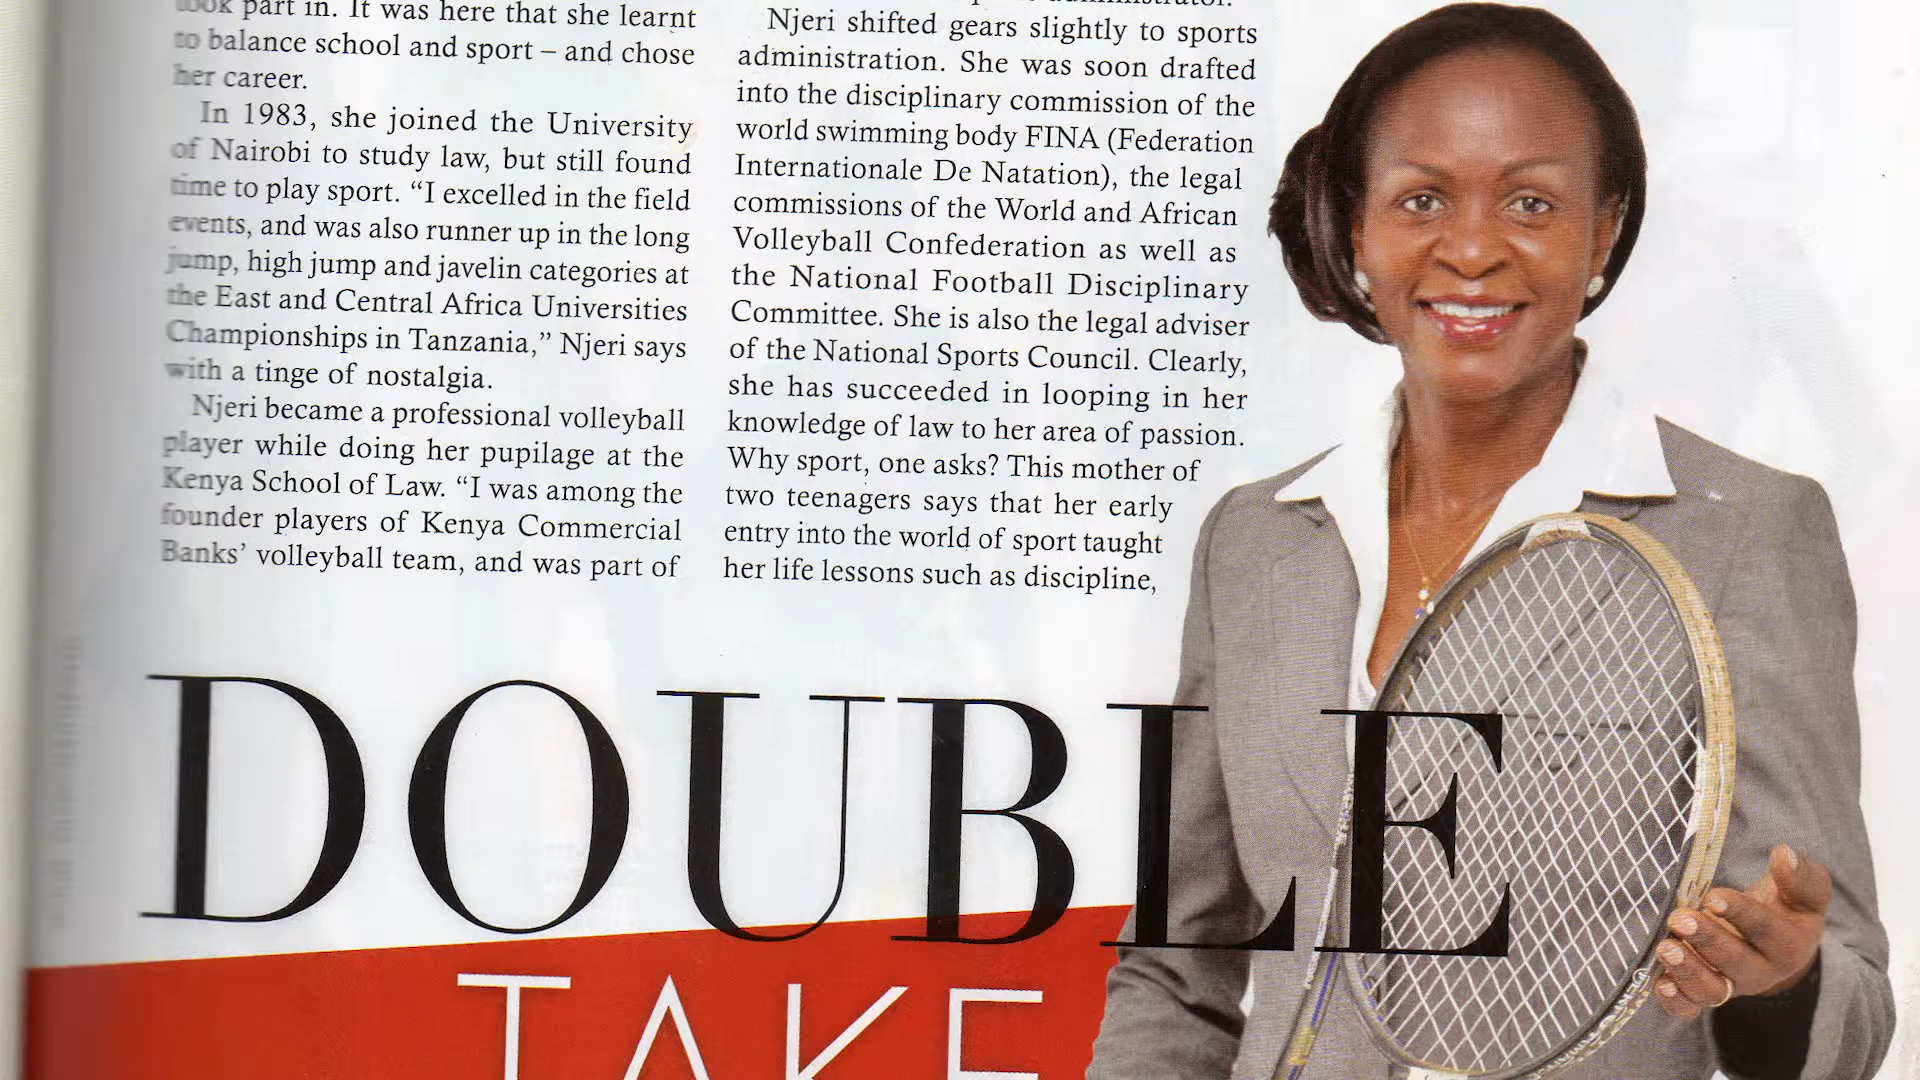 took part in. It was here that she learnt
to balance school and sport – and chose
her career.
In 1983, she joined the University
of Nairobi to study law, but still found
time to play sport. “I excelled in the field
events, and was also runner up in the long
jump, high jump and javelin categories at
the East and Central Africa Universities
Championships in Tanzania,” Njeri says
with a tinge of nostalgia.
Njeri became a professional volleyball
player while doing her pupilage at the
Kenya School of Law. “I was among the
founder players of Kenya Commercial
Banks’ volleyball team, and was part of
Njeri shifted gears slightly to sports
administration. She was soon drafted
into the disciplinary commission of the
world swimming body FINA (Federation
Internationale De Natation), the legal
commissions of the World and African
Volleyball Confederation as well as
the National Football Disciplinary
Committee. She is also the legal adviser
of the National Sports Council. Clearly,
she has succeeded in looping in her
knowledge of law to her area of passion.
Why sport, one asks? This mother of
two teenagers says that her early
entry into the world of sport taught
her life lessons such as discipline,
DOUBLE
TAKE